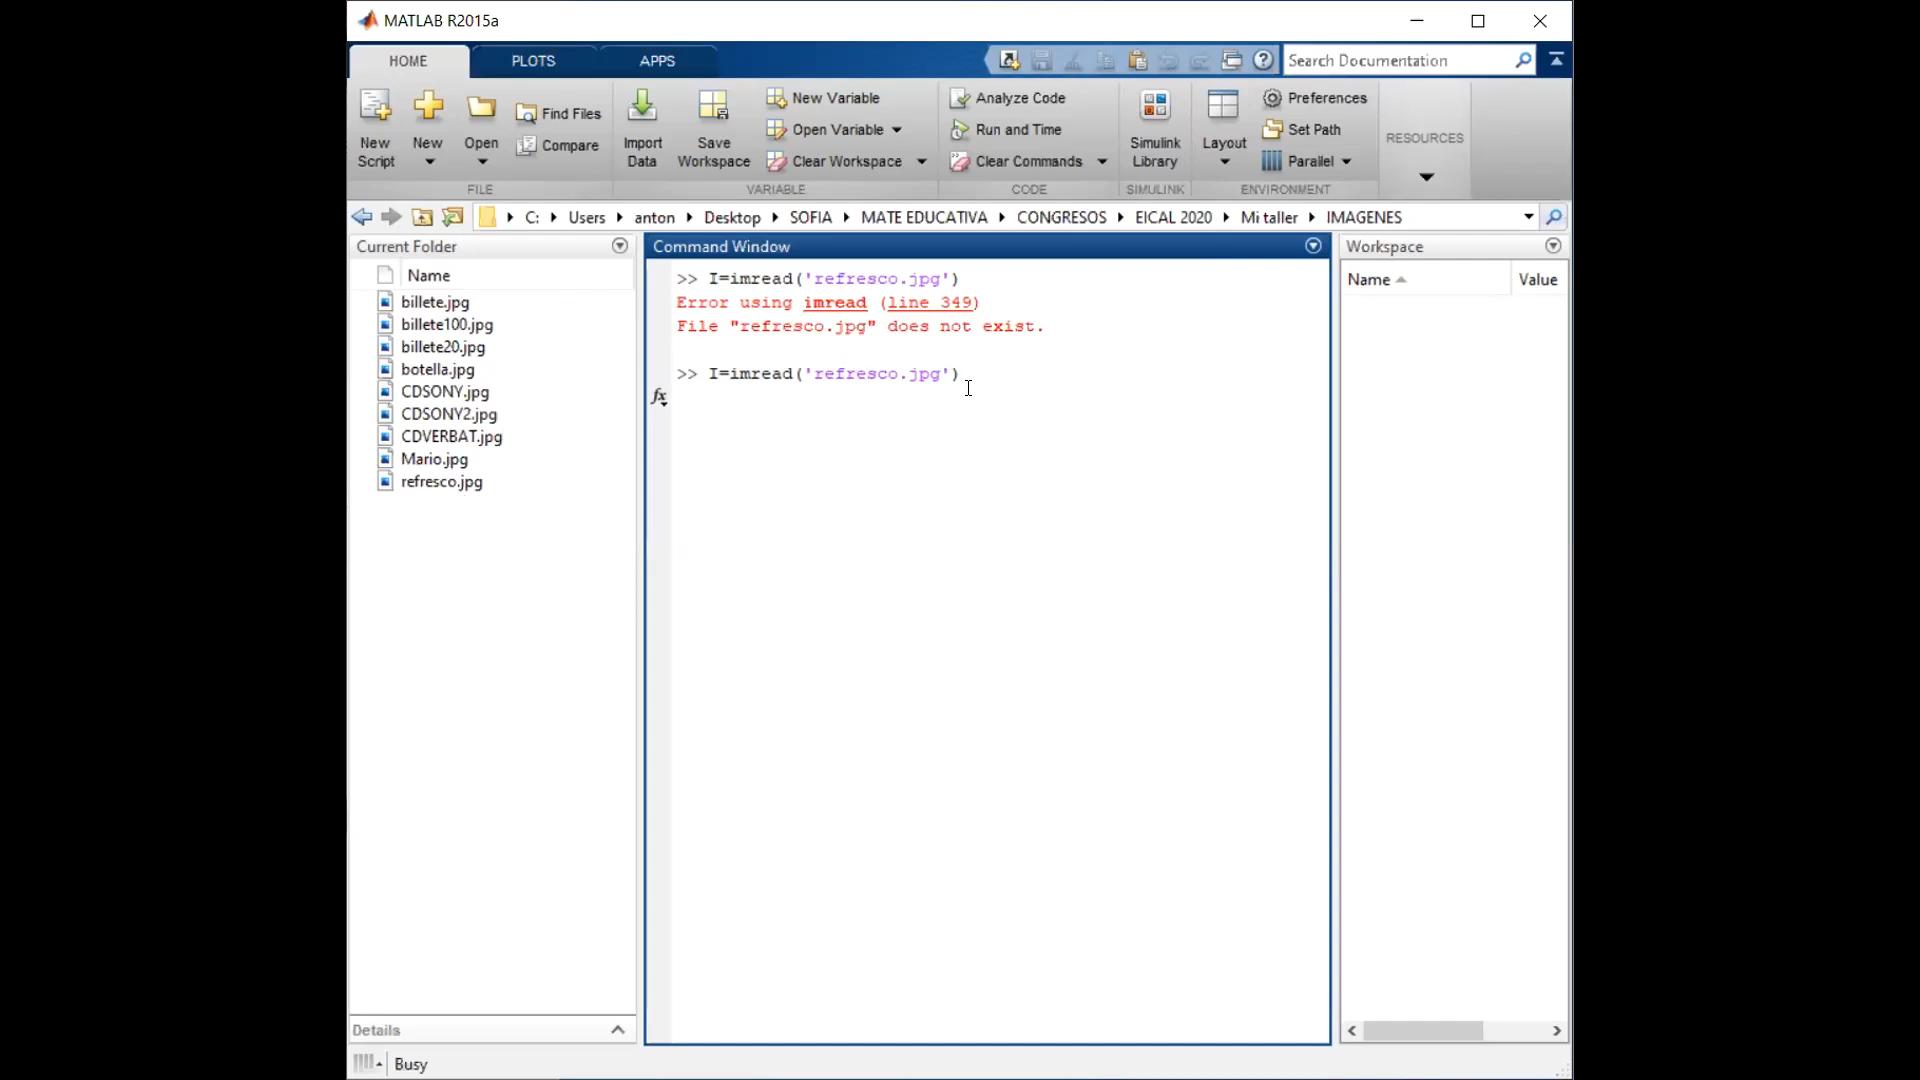 MATLAB R2015a
HOME
PLOTS
APPS
Search Documentation
New Script
New
Open
Find Files
Compare
FILE
Import Data
Save Workspace
New Variable
Open Variable
Clear Workspace
VARIABLE
Analyze Code
Run and Time
Clear Commands
CODE
Simulink Library
SIMULINK
Layout
Preferences
Set Path
Parallel
ENVIRONMENT
RESOURCES
C: Users anton Desktop SOFIA MATE EDUCATIVA CONGRESOS EICAL 2020 Mi taller IMAGENES
Current Folder
Name
billete.jpg
billete100.jpg
billete20.jpg
botella.jpg
CDSONY.jpg
CDSONY2.jpg
CDVERBAT.jpg
Mario.jpg
refresco.jpg
Details
Busy
Command Window
>> I=imread('refresco.jpg')
Error using imread (line 349)
File "refresco.jpg" does not exist.
>> I=imread('refresco.jpg')
fx
Workspace
Name
Value